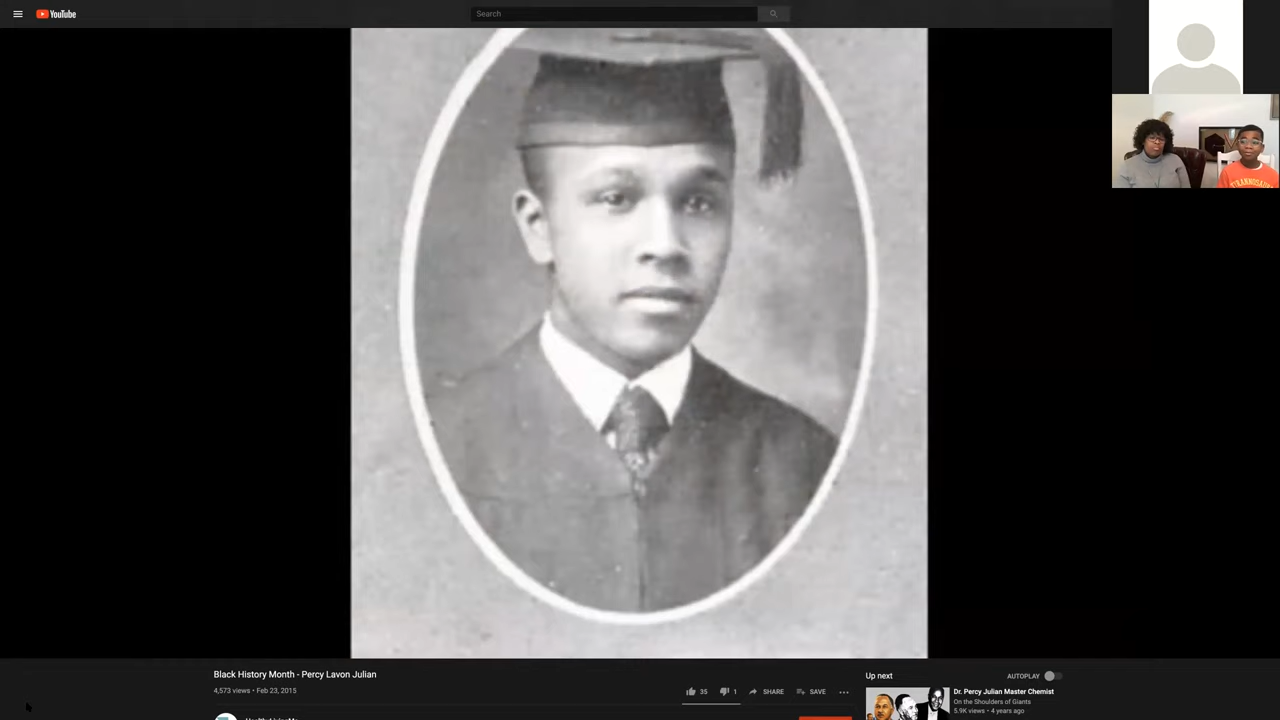 YouTube
Search
Black History Month - Percy Lavon Julian
4,573 views • Feb 23, 2015
35
1
SHARE
SAVE
Up next
AUTOPLAY
Dr. Percy Julian Master Chemist
On the Shoulders of Giants
5.9K views • 4 years ago